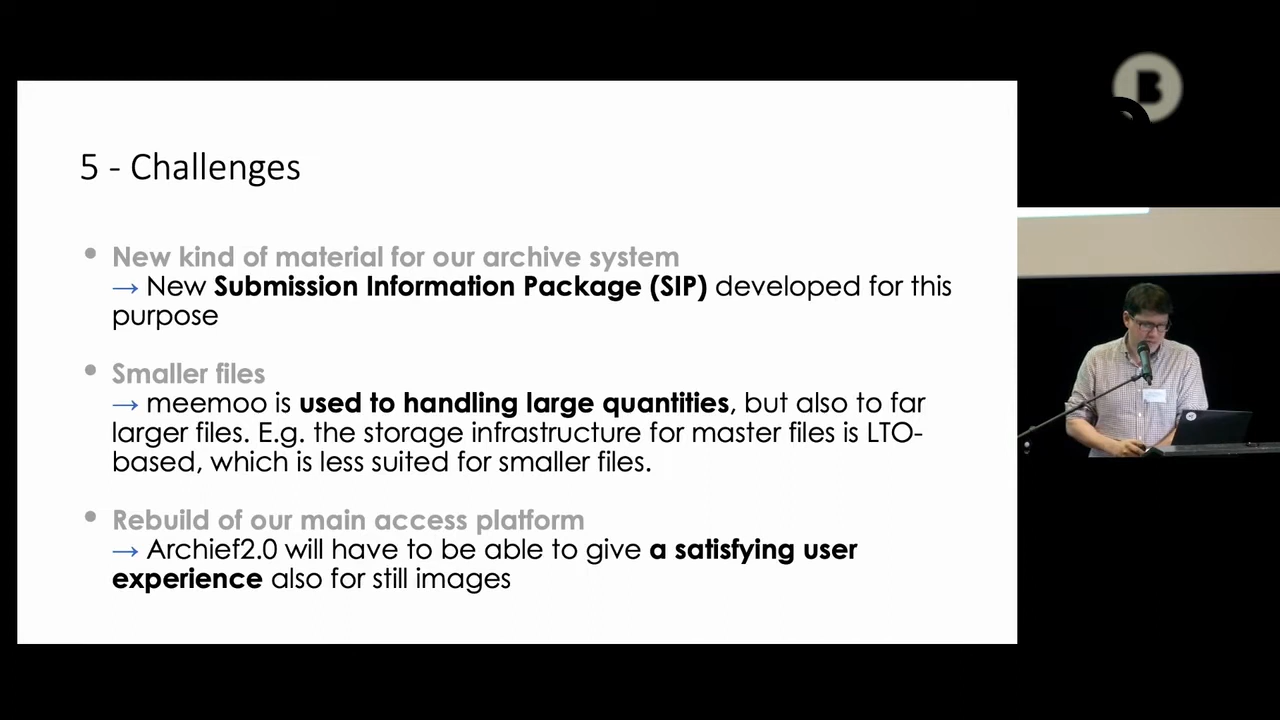 B
5 - Challenges
• New kind of material for our archive system
→ New Submission Information Package (SIP) developed for this
purpose
• Smaller files
→ meemoo is used to handling large quantities, but also to far
larger files. E.g. the storage infrastructure for master files is LTO-
based, which is less suited for smaller files.
• Rebuild of our main access platform
→ Archief2.0 will have to be able to give a satisfying user
experience also for still images